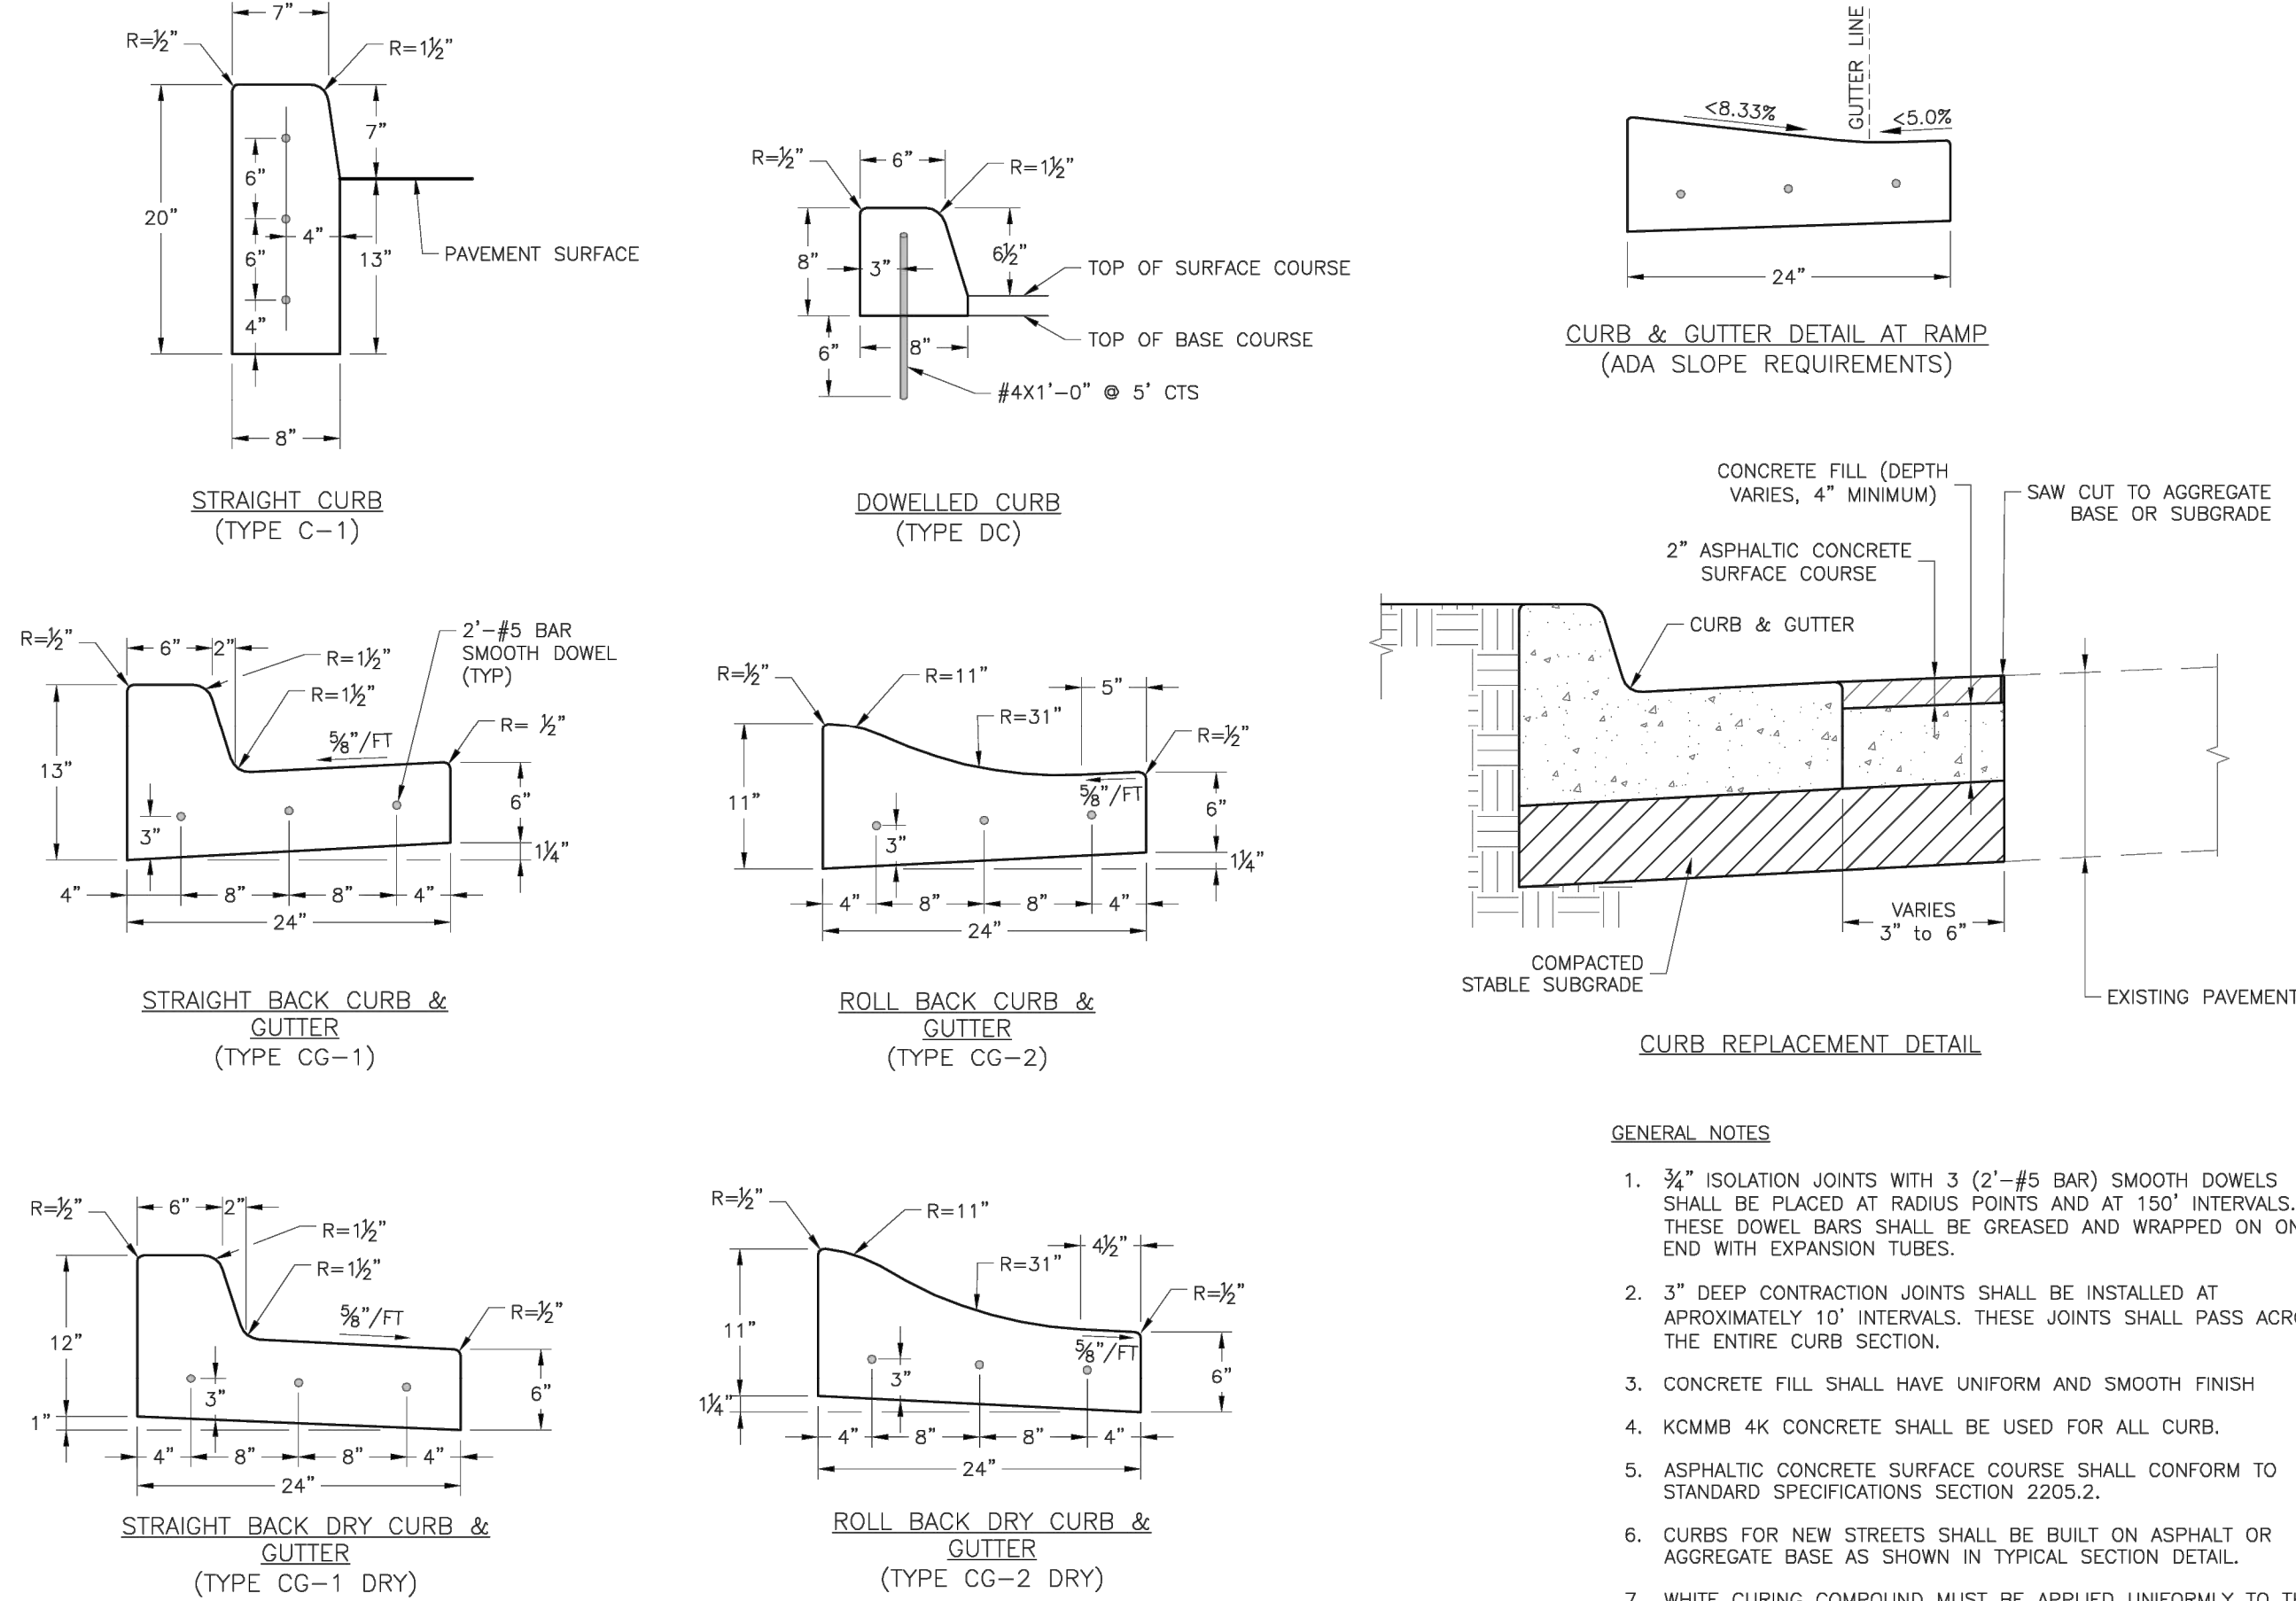 7"
R=½"
R=1½"
7"
6"
20"
4"
6"
13"
4"
PAVEMENT SURFACE
8"
STRAIGHT CURB
(TYPE C-1)
R=½"
6"
R=1½"
8"
3"
6½"
TOP OF SURFACE COURSE
TOP OF BASE COURSE
6"
8"
#4X1'-0" @ 5' CTS
DOWELLED CURB
(TYPE DC)
GUTTER LINE
<8.33%
<5.0%
24"
CURB & GUTTER DETAIL AT RAMP
(ADA SLOPE REQUIREMENTS)
R=½"
6"
2"
R=1½"
R=1½"
2'-#5 BAR
SMOOTH DOWEL
(TYP)
R= ½"
⅝"/FT
13"
3"
6"
1¼"
4"
8"
8"
4"
24"
STRAIGHT BACK CURB &
GUTTER
(TYPE CG-1)
R=½"
R=11"
R=31"
5"
R=½"
⅝"/FT
11"
3"
6"
1¼"
4"
8"
8"
4"
24"
ROLL BACK CURB &
GUTTER
(TYPE CG-2)
CONCRETE FILL (DEPTH
VARIES, 4" MINIMUM)
SAW CUT TO AGGREGATE
BASE OR SUBGRADE
2" ASPHALTIC CONCRETE
SURFACE COURSE
CURB & GUTTER
VARIES
3" to 6"
COMPACTED
STABLE SUBGRADE
EXISTING PAVEMENT
CURB REPLACEMENT DETAIL
R=½"
6"
2"
R=1½"
R=1½"
⅝"/FT
R=½"
12"
3"
6"
1"
4"
8"
8"
4"
24"
STRAIGHT BACK DRY CURB &
GUTTER
(TYPE CG-1 DRY)
R=½"
R=11"
R=31"
4½"
R=½"
⅝"/FT
11"
3"
6"
1¼"
4"
8"
8"
4"
24"
ROLL BACK DRY CURB &
GUTTER
(TYPE CG-2 DRY)
GENERAL NOTES
1. ¾" ISOLATION JOINTS WITH 3 (2'-#5 BAR) SMOOTH DOWELS
SHALL BE PLACED AT RADIUS POINTS AND AT 150' INTERVALS.
THESE DOWEL BARS SHALL BE GREASED AND WRAPPED ON
END WITH EXPANSION TUBES.
2. 3" DEEP CONTRACTION JOINTS SHALL BE INSTALLED AT
APROXIMATELY 10' INTERVALS. THESE JOINTS SHALL PASS
THE ENTIRE CURB SECTION.
3. CONCRETE FILL SHALL HAVE UNIFORM AND SMOOTH FINISH
4. KCMMB 4K CONCRETE SHALL BE USED FOR ALL CURB.
5. ASPHALTIC CONCRETE SURFACE COURSE SHALL CONFORM TO
STANDARD SPECIFICATIONS SECTION 2205.2.
6. CURBS FOR NEW STREETS SHALL BE BUILT ON ASPHALT OR
AGGREGATE BASE AS SHOWN IN TYPICAL SECTION DETAIL.
7. WHITE CURING COMPOUND MUST BE APPLIED UNIFORMLY TO